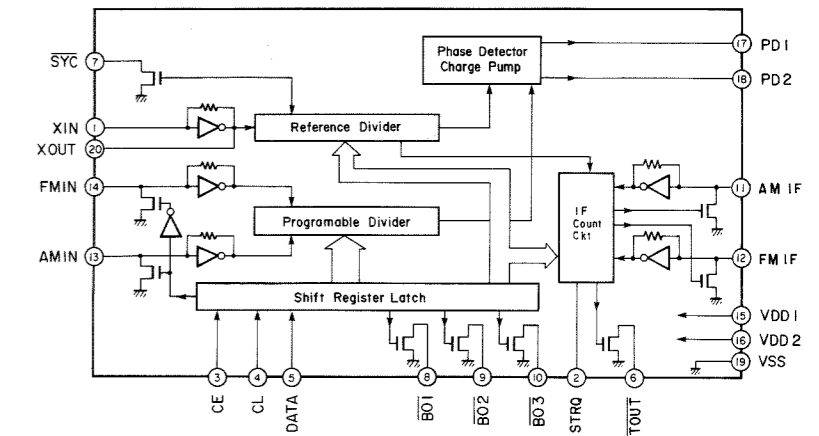 SYC
7
XIN
1
XOUT
20
FMIN
14
AMIN
13
Phase Detector
Charge Pump
17
PD1
18
PD2
Reference Divider
Programable Divider
Shift Register Latch
IF
Count
Ckt
11
AM IF
12
FM IF
15
VDD1
16
VDD2
19
VSS
3
4
5
8
9
10
2
6
CE
CL
DATA
BO1
BO2
BO3
STRQ
TOUT